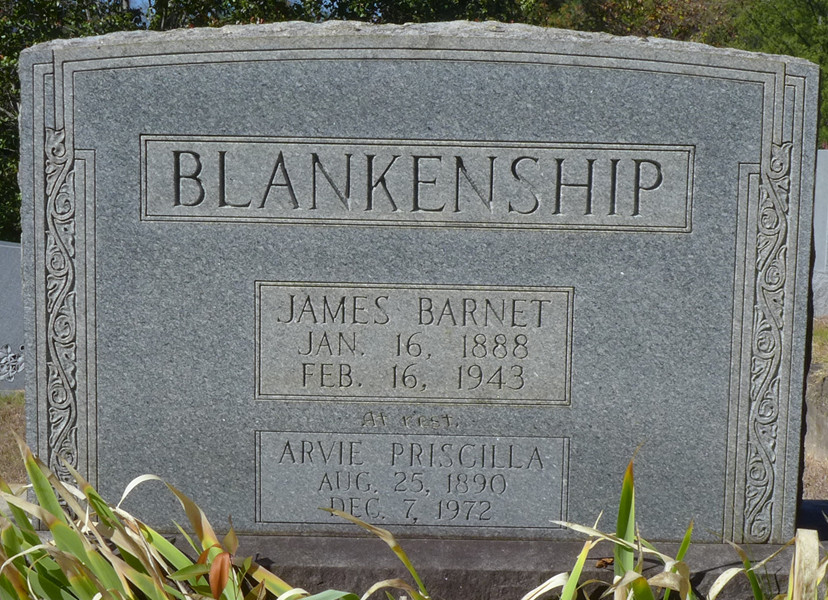 BLANKENSHIP
JAMES BARNET
JAN. 16, 1888
FEB. 16, 1943
At Rest.
ARVIE PRISCILLA
AUG. 25, 1890
DEC. 7, 1972